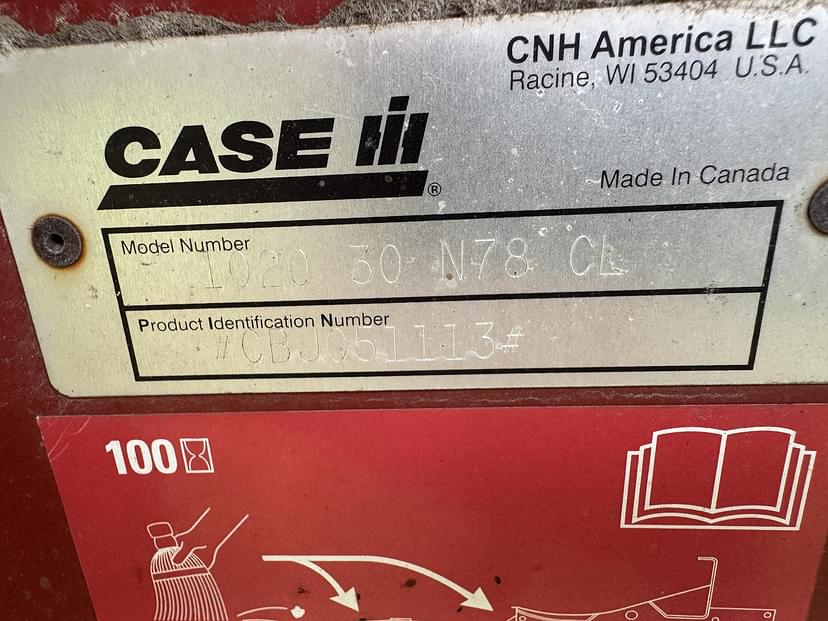 CNH America LLC
Racine, WI 53404 U.S.A.
CASE IH
®
Made In Canada
Model Number
1020 30 N78 CL
Product Identification Number
#CBJ051113#
100